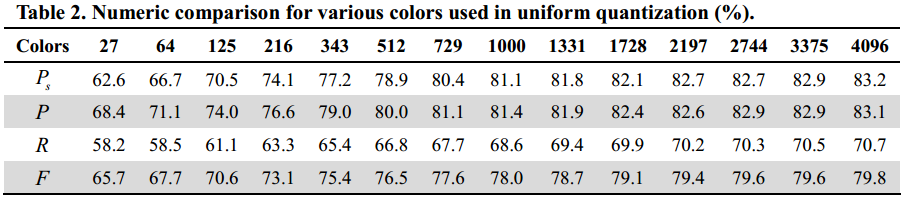 Table 2. Numeric comparison for various colors used in uniform quantization (%).
Colors 27 64 125 216 343 512 729 1000 1331 1728 2197 2744 3375 4096
Ps 62.6 66.7 70.5 74.1 77.2 78.9 80.4 81.1 81.8 82.1 82.7 82.7 82.9 83.2
P 68.4 71.1 74.0 76.6 79.0 80.0 81.1 81.4 81.9 82.4 82.6 82.9 82.9 83.1
R 58.2 58.5 61.1 63.3 65.4 66.8 67.7 68.6 69.4 69.9 70.2 70.3 70.5 70.7
F 65.7 67.7 70.6 73.1 75.4 76.5 77.6 78.0 78.7 79.1 79.4 79.6 79.6 79.8